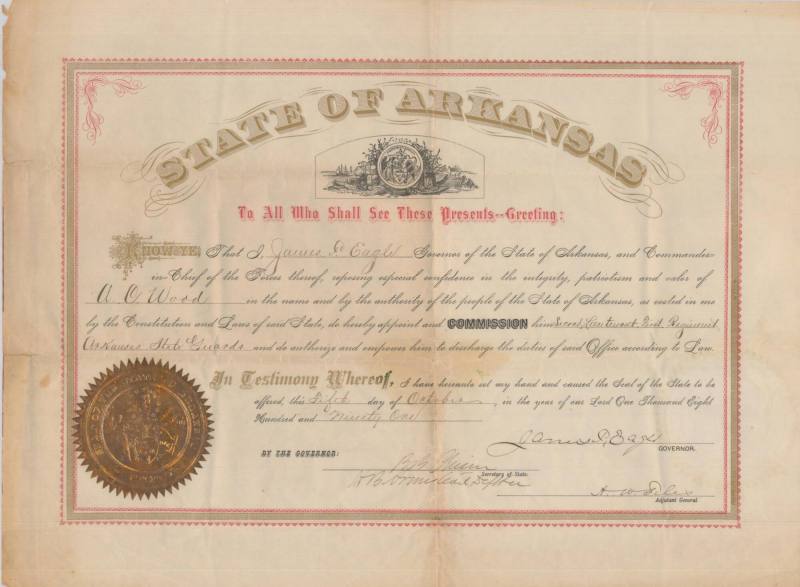 STATE OF ARKANSAS
To All Who Shall See These Presents--Greeting:
KNOW YE, That I, James P. Eagle Governor of the State of Arkansas, and Commander-
in-Chief of the Forces thereof, reposing especial confidence in the integrity, patriotism and valor of
A. O. Wood in the name and by the authority of the people of the State of Arkansas, as vested in me
by the Constitution and Laws of said State, do hereby appoint and COMMISSION him Second Lieutenant First Regiment
Arkansas State Guards and do authorize and empower him to discharge the duties of said Office according to Law.
In Testimony Whereof, I have hereunto set my hand and caused the Seal of the State to be
affixed, this Fifth day of October, in the year of our Lord One Thousand Eight
Hundred and Ninety One
James P. Eagle
GOVERNOR.
BY THE GOVERNOR:
Secretary of State.
Adjutant General